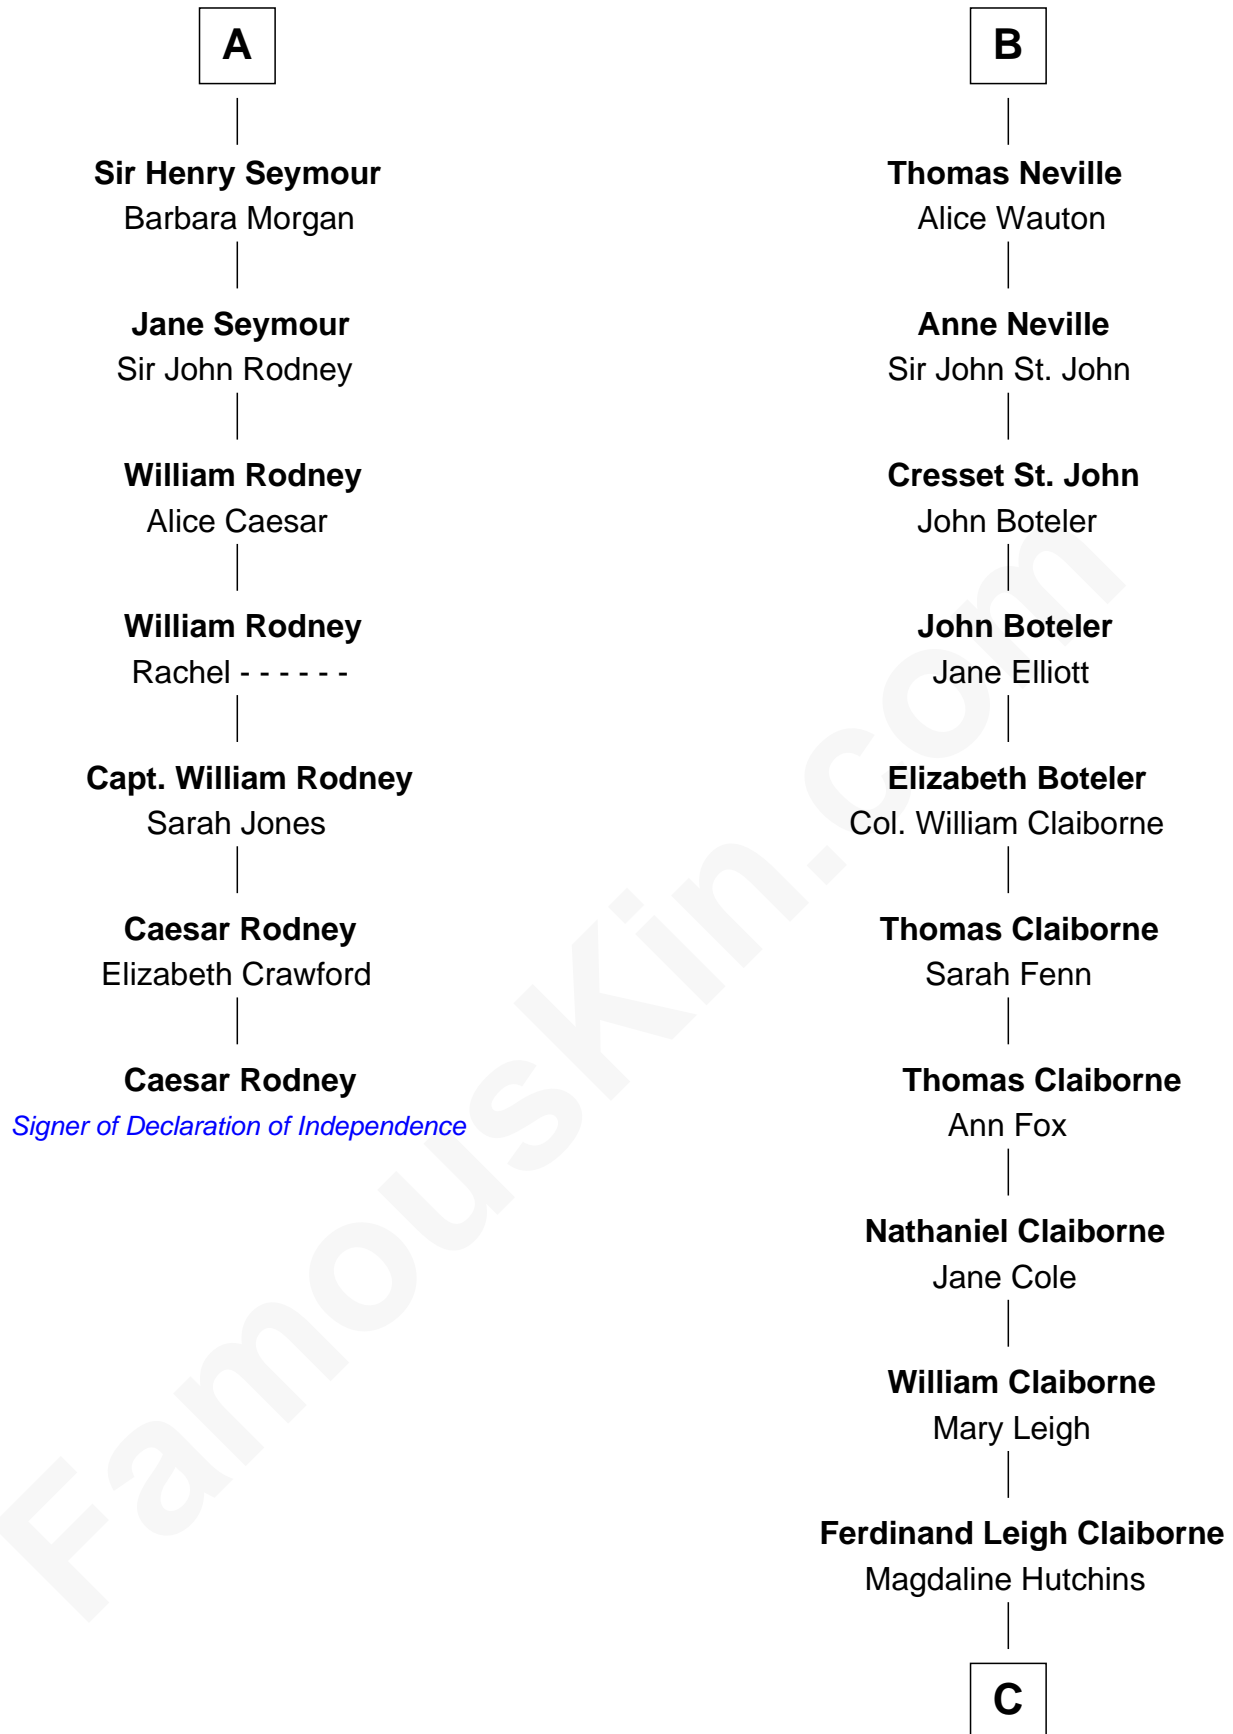 A
Sir Henry Seymour
Barbara Morgan
Jane Seymour
Sir John Rodney
William Rodney
Alice Caesar
William Rodney
Rachel - - - - - -
Capt. William Rodney
Sarah Jones
Caesar Rodney
Elizabeth Crawford
Caesar Rodney
Signer of Declaration of Independence
B
Thomas Neville
Alice Wauton
Anne Neville
Sir John St. John
Cresset St. John
John Boteler
John Boteler
Jane Elliott
Elizabeth Boteler
Col. William Claiborne
Thomas Claiborne
Sarah Fenn
Thomas Claiborne
Ann Fox
Nathaniel Claiborne
Jane Cole
William Claiborne
Mary Leigh
Ferdinand Leigh Claiborne
Magdaline Hutchins
C
FamousKin.com